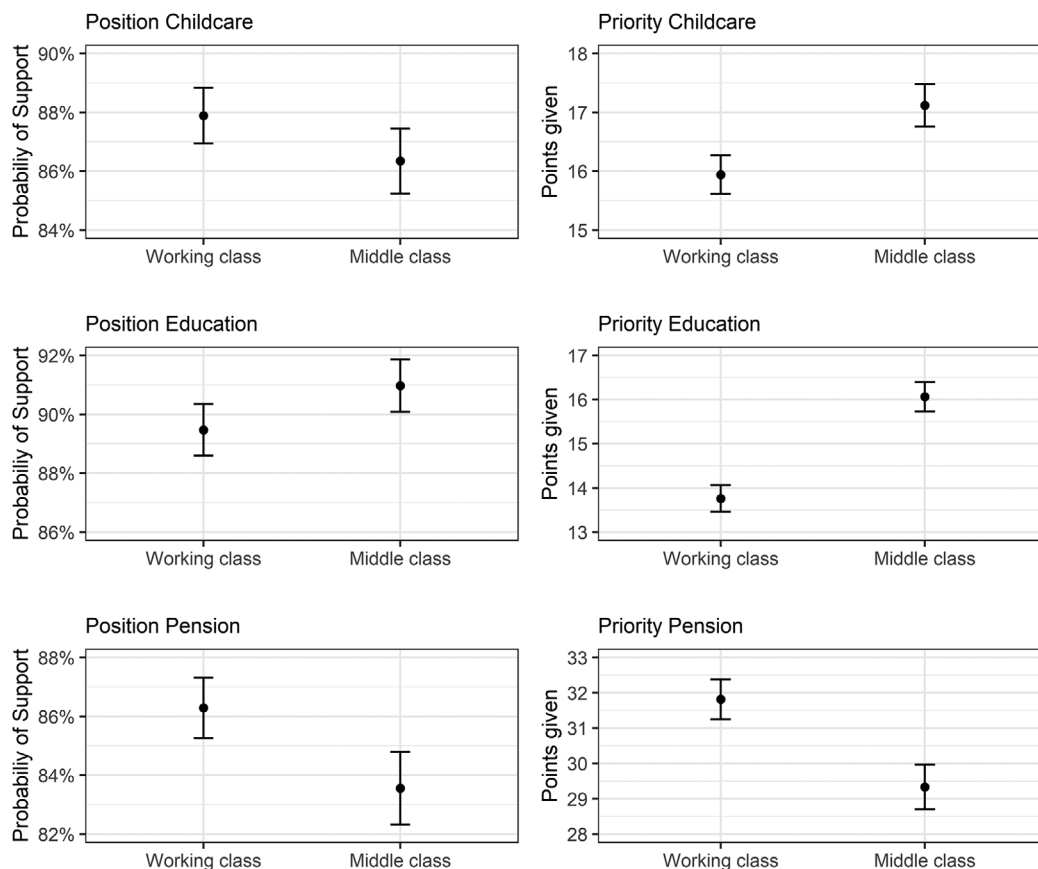 Position Childcare
Probabiliy of Support
90%
88%
86%
84%
Working class
Middle class
Priority Childcare
Points given
18
17
16
15
Working class
Middle class
Position Education
Probabiliy of Support
92%
90%
88%
86%
Working class
Middle class
Priority Education
Points given
17
16
15
14
13
Working class
Middle class
Position Pension
Probabiliy of Support
88%
86%
84%
82%
Working class
Middle class
Priority Pension
Points given
33
32
31
30
29
28
Working class
Middle class